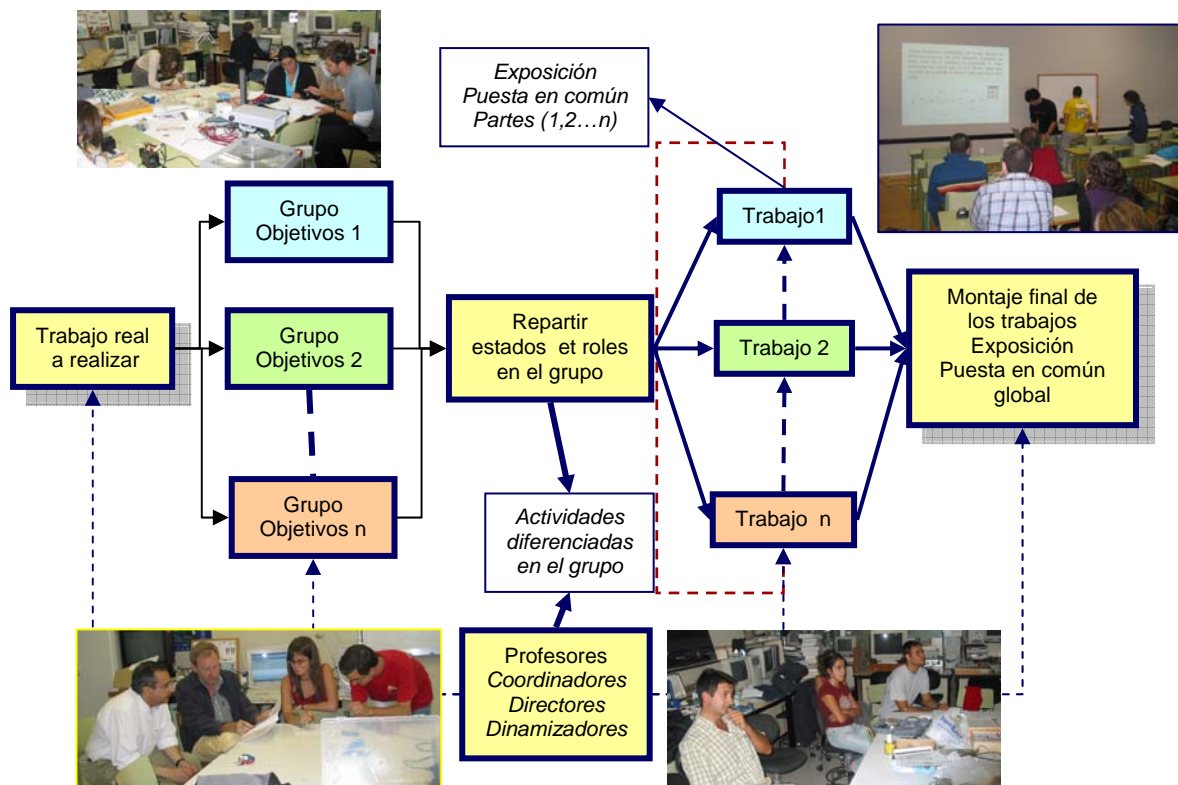 Exposición
Puesta en común
Partes (1,2…n)
Grupo
Objetivos 1
Trabajo1
Trabajo real
a realizar
Grupo
Objetivos 2
Repartir
estados et roles
en el grupo
Trabajo 2
Montaje final de
los trabajos
Exposición
Puesta en común
global
Grupo
Objetivos n
Actividades
diferenciadas
en el grupo
Trabajo n
Profesores
Coordinadores
Directores
Dinamizadores